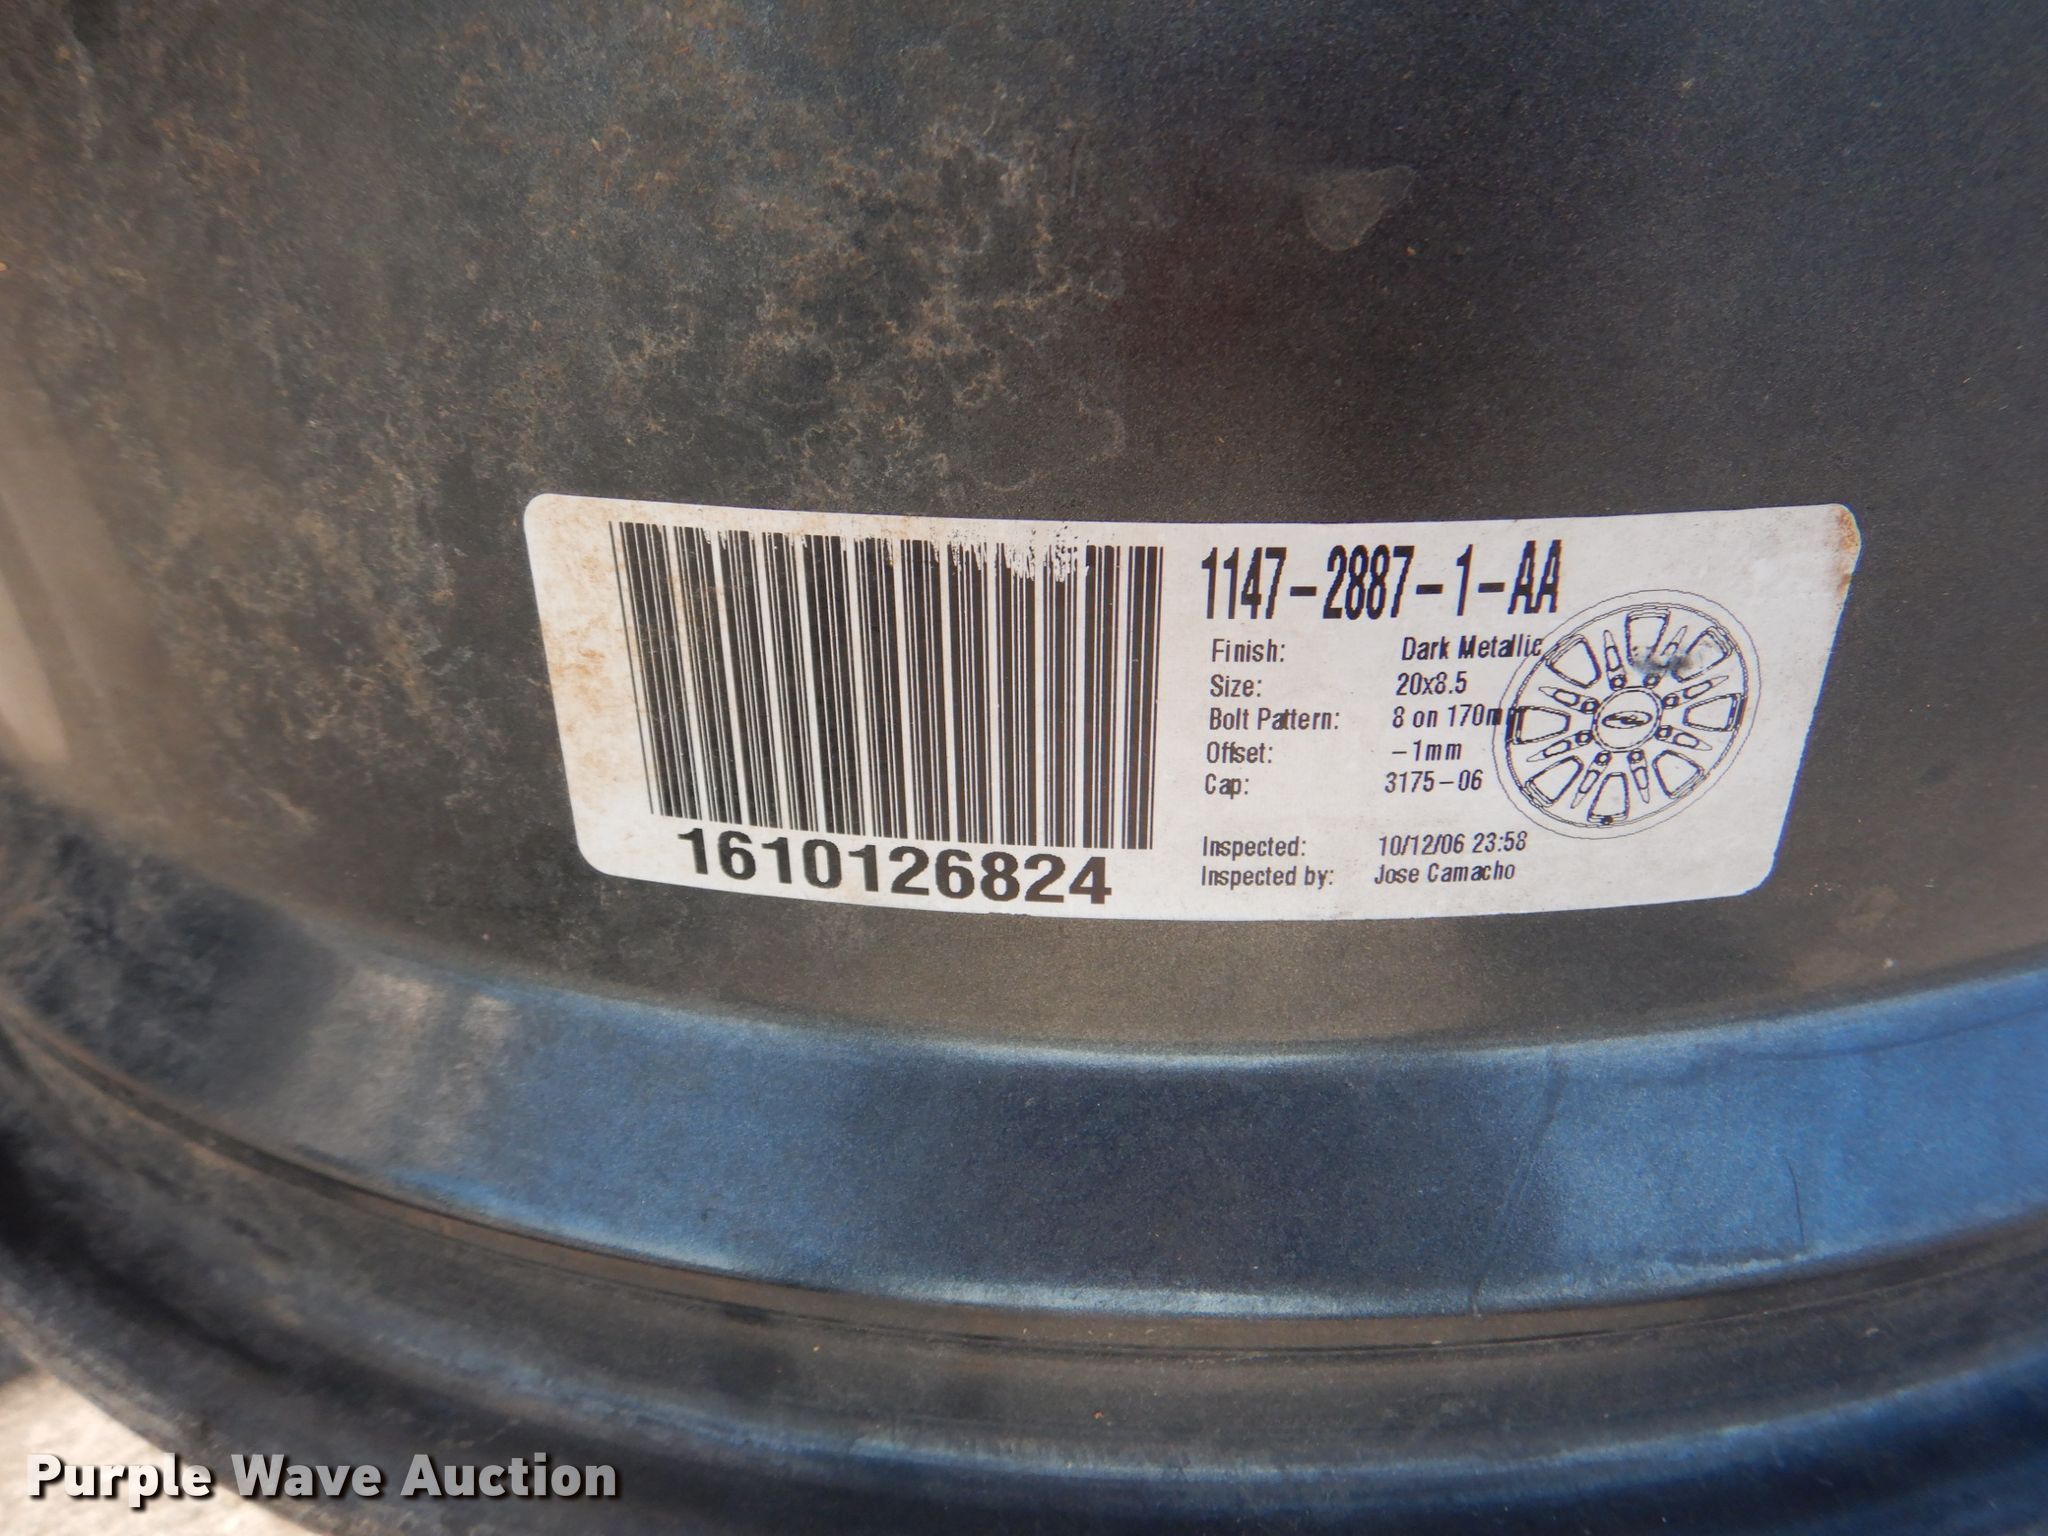 1147-2887-1-AA
Finish: Dark Metallic
Size: 20x8.5
Bolt Pattern: 8 on 170mm
Offset: -1mm
Cap: 3175-06
Inspected: 10/12/06 23:58
Inspected by: Jose Camacho
1610126824
Purple Wave Auction